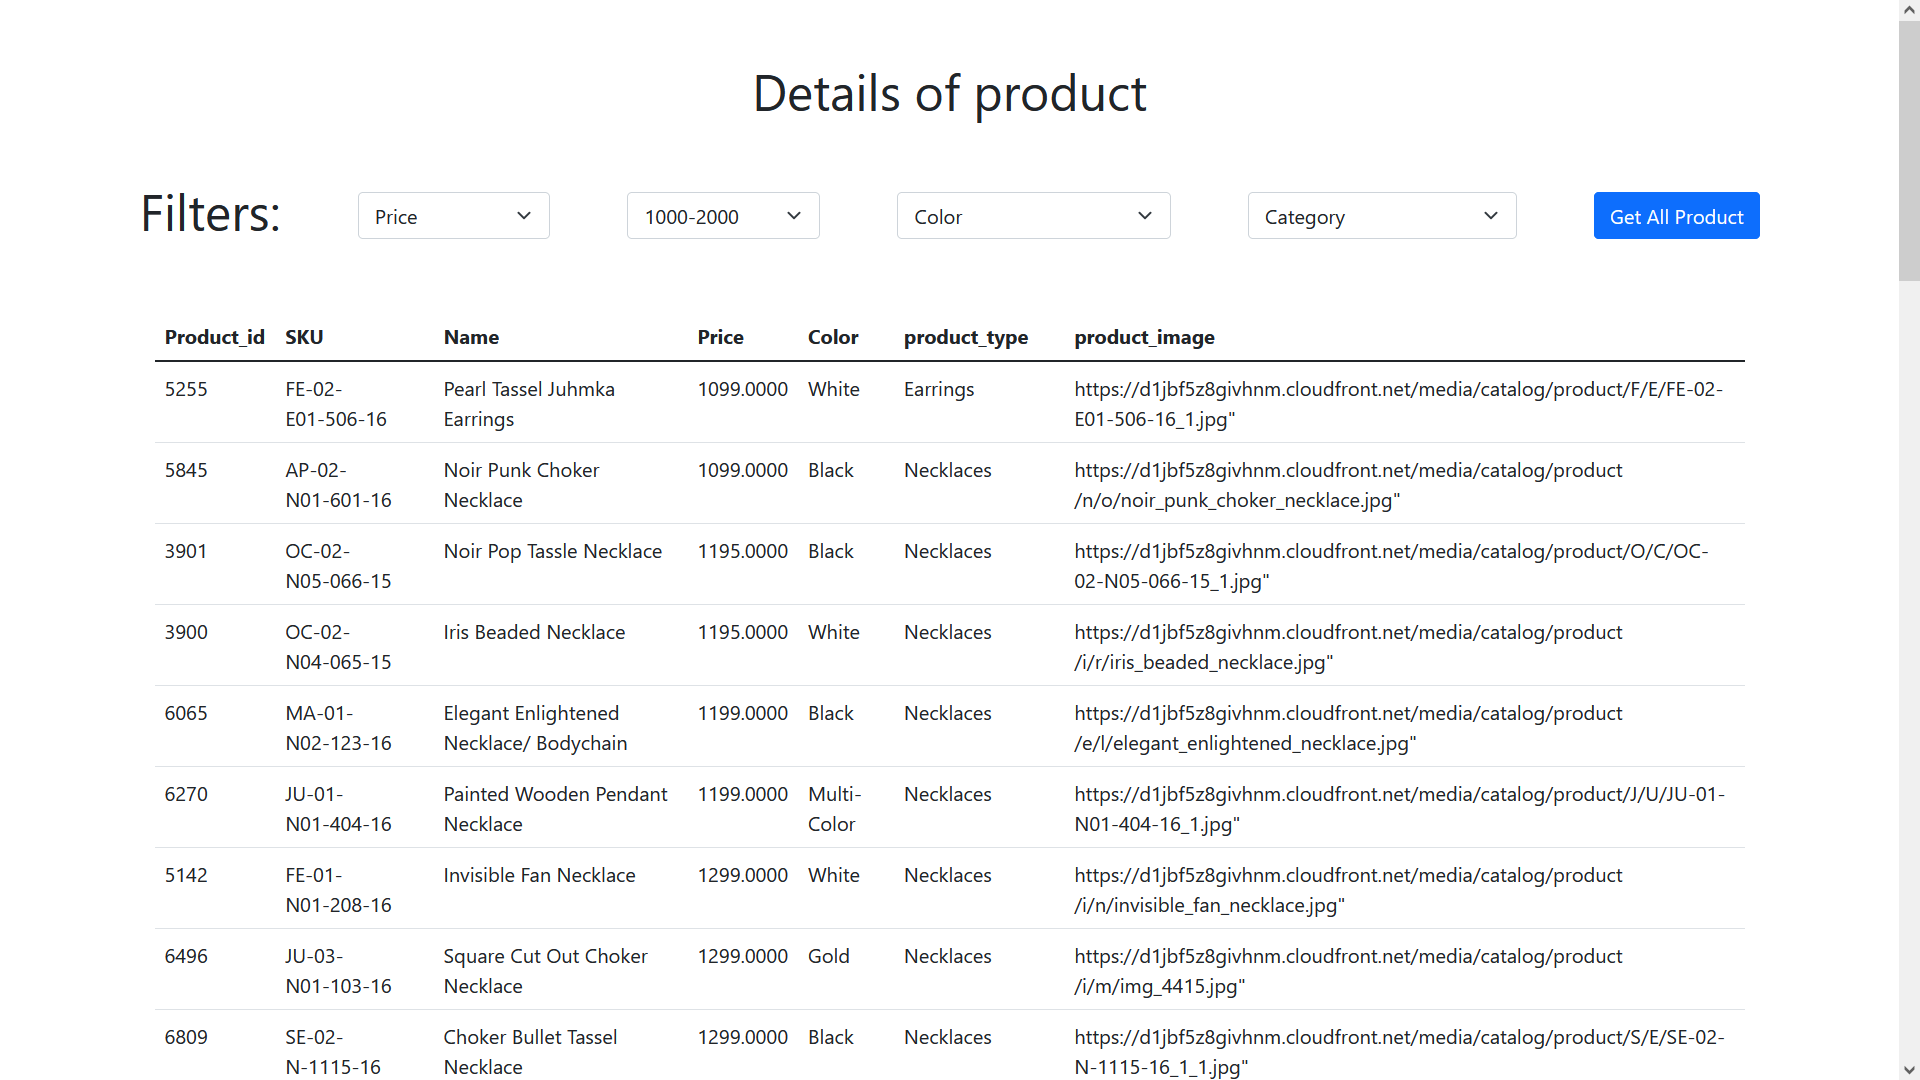 Details of product
Filters:
Price
1000-2000
Color
Category
Get All Product
Product_id SKU Name Price Color product_type product_image
5255 FE-02- Pearl Tassel Juhmka 1099.0000 White Earrings https://d1jbf5z8givhnm.cloudfront.net/media/catalog/product/F/E/FE-02-
E01-506-16 Earrings E01-506-16_1.jpg"
5845 AP-02- Noir Punk Choker 1099.0000 Black Necklaces https://d1jbf5z8givhnm.cloudfront.net/media/catalog/product
N01-601-16 Necklace /n/o/noir_punk_choker_necklace.jpg"
3901 OC-02- Noir Pop Tassle Necklace 1195.0000 Black Necklaces https://d1jbf5z8givhnm.cloudfront.net/media/catalog/product/O/C/OC-
N05-066-15 02-N05-066-15_1.jpg"
3900 OC-02- Iris Beaded Necklace 1195.0000 White Necklaces https://d1jbf5z8givhnm.cloudfront.net/media/catalog/product
N04-065-15 /i/r/iris_beaded_necklace.jpg"
6065 MA-01- Elegant Enlightened 1199.0000 Black Necklaces https://d1jbf5z8givhnm.cloudfront.net/media/catalog/product
N02-123-16 Necklace/ Bodychain /e/l/elegant_enlightened_necklace.jpg"
6270 JU-01- Painted Wooden Pendant 1199.0000 Multi- Necklaces https://d1jbf5z8givhnm.cloudfront.net/media/catalog/product/J/U/JU-01-
N01-404-16 Necklace Color N01-404-16_1.jpg"
5142 FE-01- Invisible Fan Necklace 1299.0000 White Necklaces https://d1jbf5z8givhnm.cloudfront.net/media/catalog/product
N01-208-16 /i/n/invisible_fan_necklace.jpg"
6496 JU-03- Square Cut Out Choker 1299.0000 Gold Necklaces https://d1jbf5z8givhnm.cloudfront.net/media/catalog/product
N01-103-16 Necklace /i/m/img_4415.jpg"
6809 SE-02- Choker Bullet Tassel 1299.0000 Black Necklaces https://d1jbf5z8givhnm.cloudfront.net/media/catalog/product/S/E/SE-02-
N-1115-16 Necklace N-1115-16_1_1.jpg"